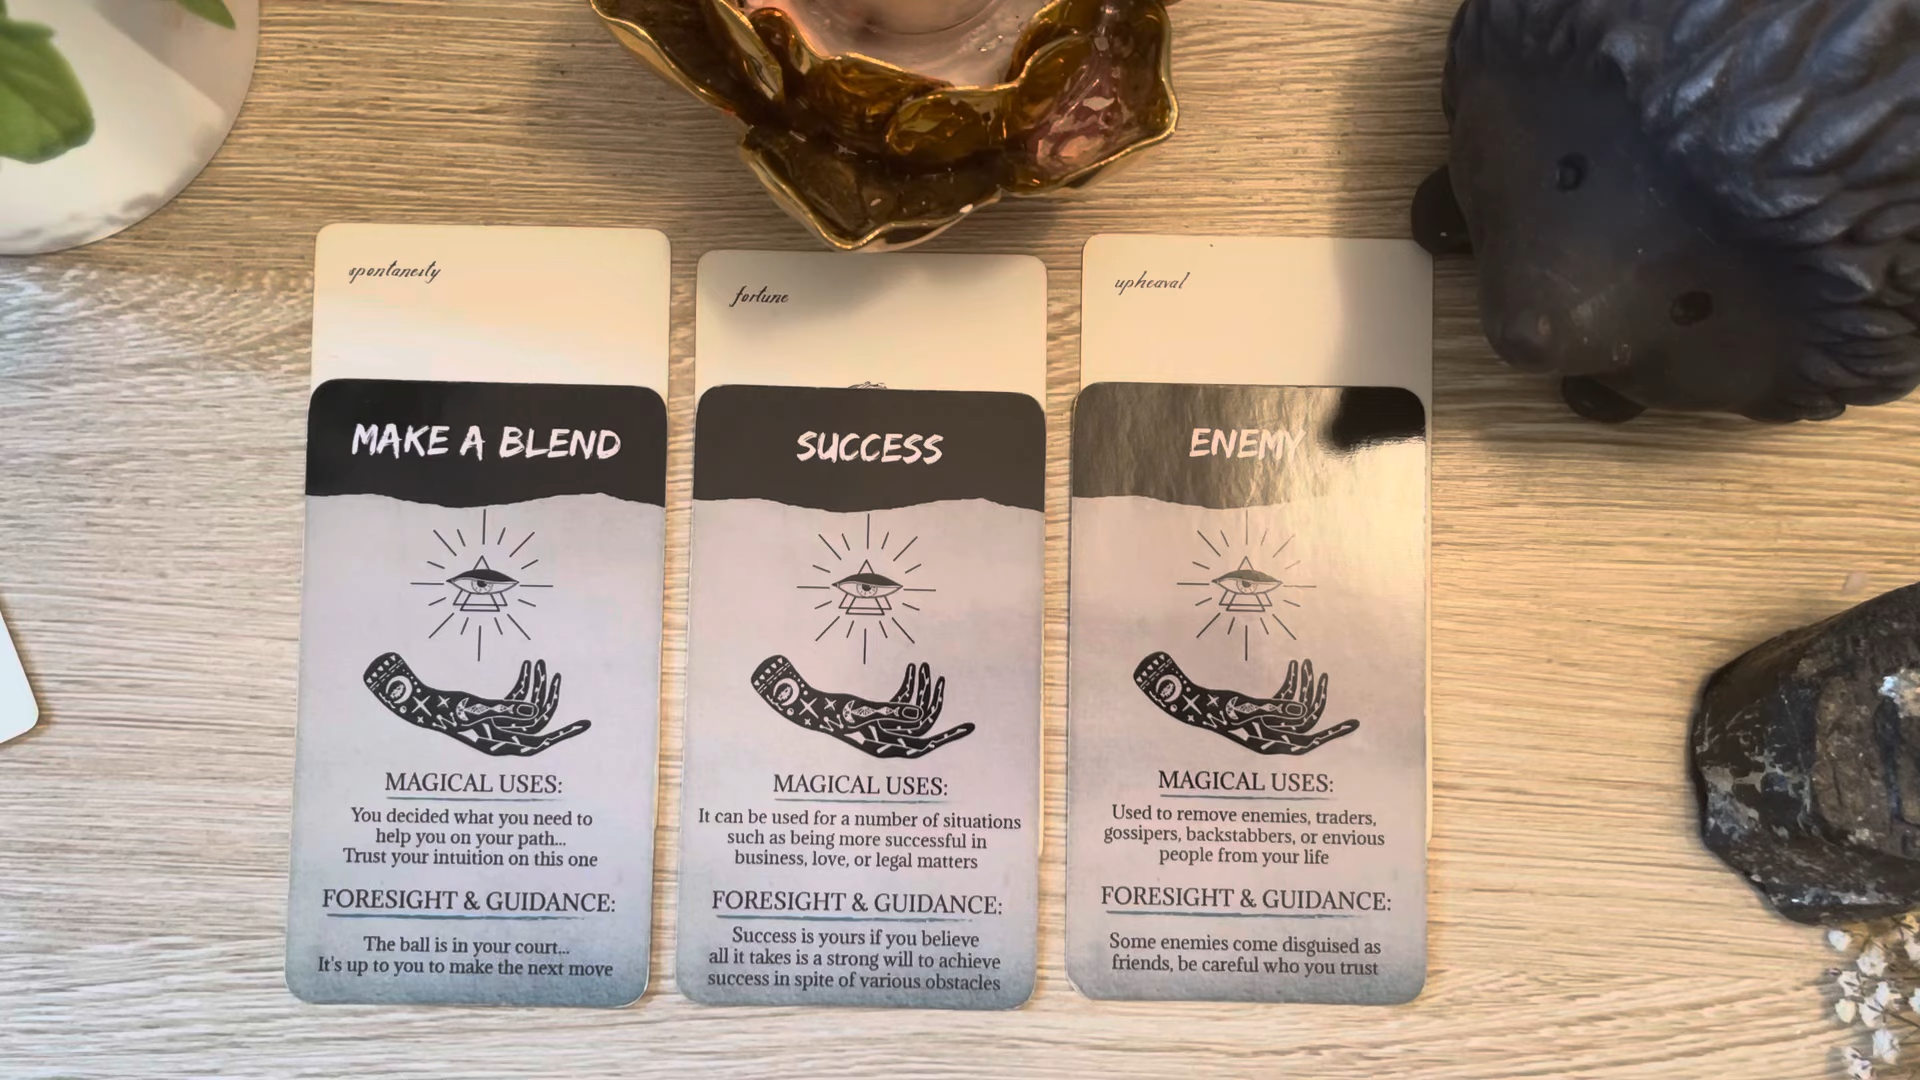 spontaneity
fortune
upheaval
MAKE A BLEND
MAGICAL USES:
You decided what you need to
help you on your path...
Trust your intuition on this one
FORESIGHT & GUIDANCE:
The ball is in your court...
It's up to you to make the next move
SUCCESS
MAGICAL USES:
It can be used for a number of situations
such as being more successful in
business, love, or legal matters
FORESIGHT & GUIDANCE:
Success is yours if you believe
all it takes is a strong will to achieve
success in spite of various obstacles
ENEMY
MAGICAL USES:
Used to remove enemies, traders,
gossipers, backstabbers, or envious
people from your life
FORESIGHT & GUIDANCE:
Some enemies come disguised as
friends, be careful who you trust